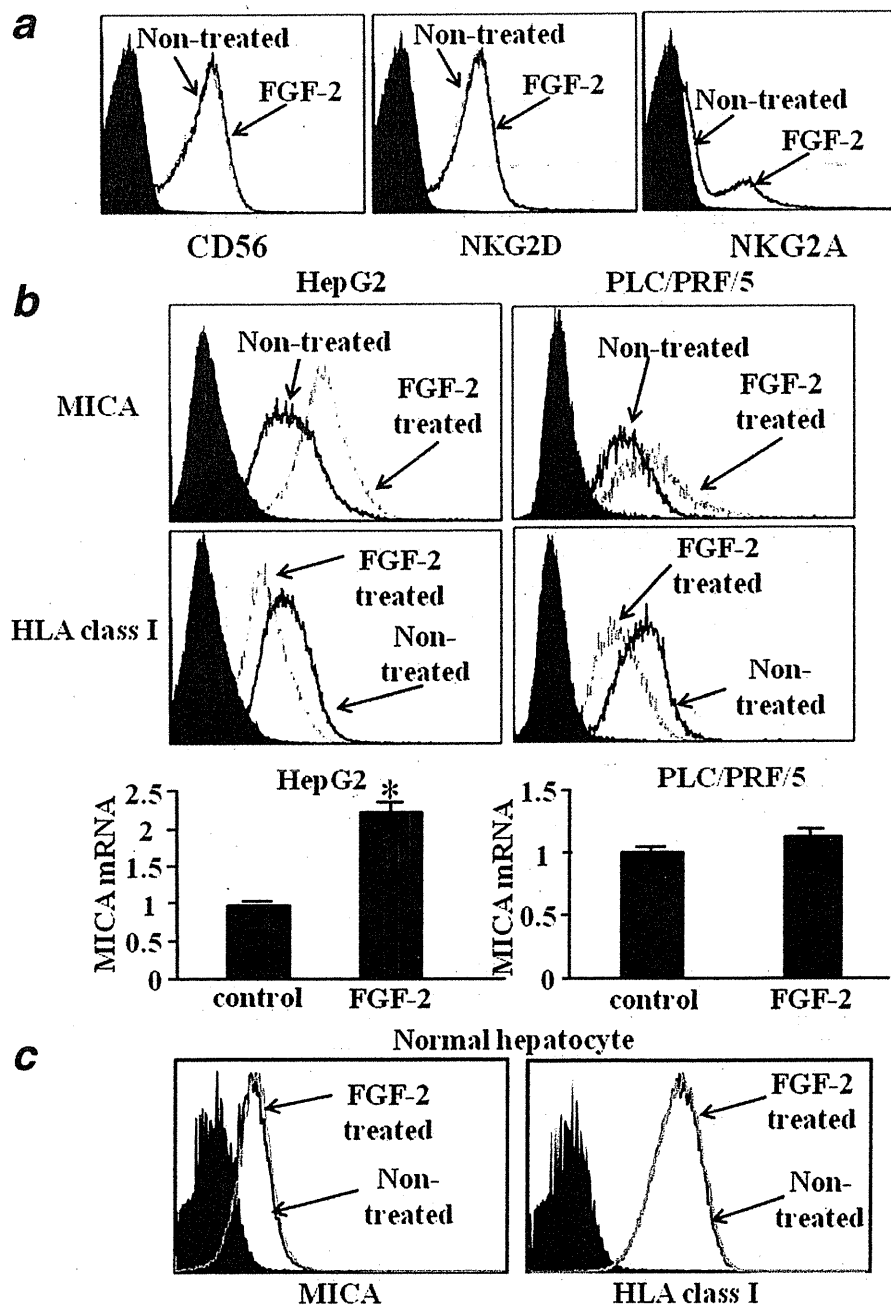 a
Non-treated
FGF-2
Non-treated
FGF-2
Non-treated
FGF-2
CD56
NKG2D
NKG2A
b
HepG2
PLC/PRF/5
MICA
Non-treated
FGF-2
treated
Non-treated
FGF-2
treated
HLA class I
FGF-2
treated
Non-
treated
FGF-2
treated
Non-
treated
HepG2
MICA mRNA
2.5
2
1
0.5
0
*
control
FGF-2
PLC/PRF/5
MICA mRNA
1.5
1
0.5
0
control
FGF-2
c
Normal hepatocyte
FGF-2
treated
Non-
treated
MICA
FGF-2
treated
Non-
treated
HLA class I